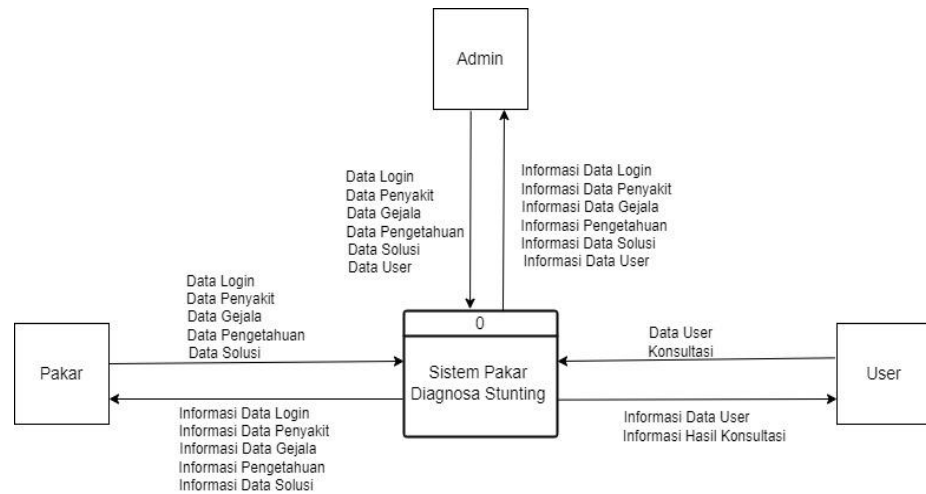 Admin
Data Login
Data Penyakit
Data Gejala
Data Pengetahuan
Data Solusi
Data User
Informasi Data Login
Informasi Data Penyakit
Informasi Data Gejala
Informasi Pengetahuan
Informasi Data Solusi
Informasi Data User
Data Login
Data Penyakit
Data Gejala
Data Pengetahuan
Data Solusi
Pakar
0
Sistem Pakar
Diagnosa Stunting
Data User
Konsultasi
User
Informasi Data Login
Informasi Data Penyakit
Informasi Data Gejala
Informasi Pengetahuan
Informasi Data Solusi
Informasi Data User
Informasi Hasil Konsultasi